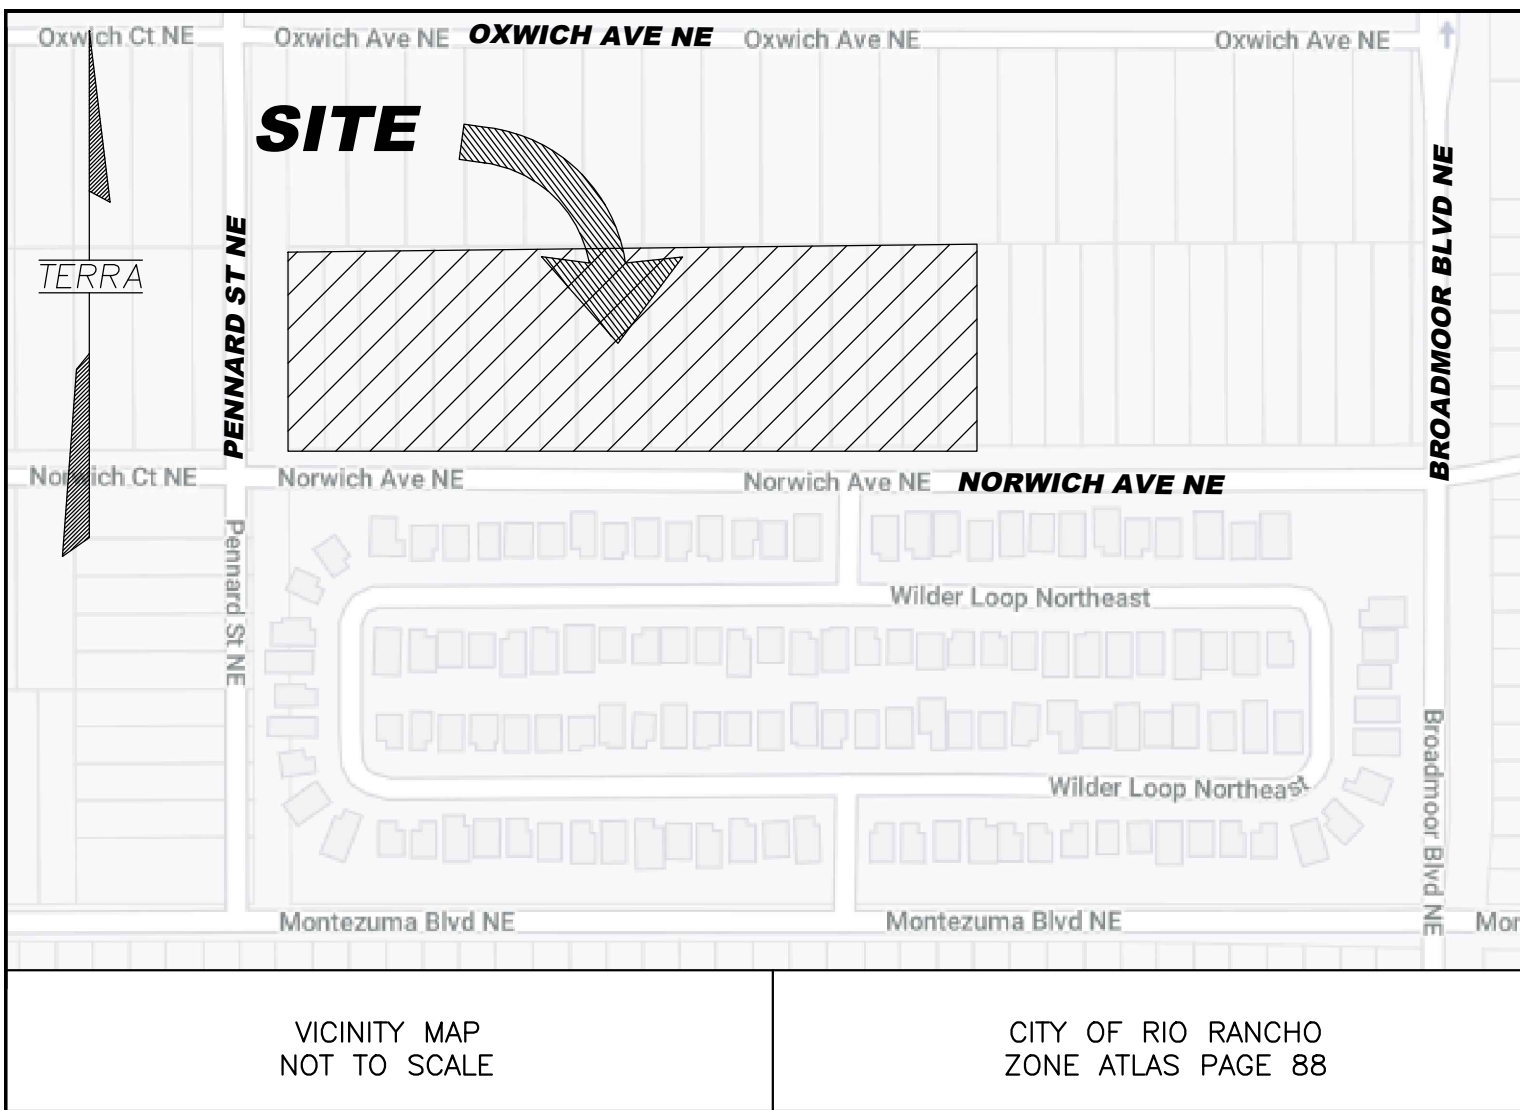 Oxwich Ct NE
Oxwich Ave NE
OXWICH AVE NE
Oxwich Ave NE
Oxwich Ave NE
SITE
TERRA
PENNARD ST NE
BROADMOOR BLVD NE
Norwich Ct NE
Norwich Ave NE
Norwich Ave NE
NORWICH AVE NE
Pennard St NE
Wilder Loop Northeast
Wilder Loop Northeast
Broadmoor Blvd NE
Montezuma Blvd NE
Montezuma Blvd NE
Mor
VICINITY MAP
NOT TO SCALE
CITY OF RIO RANCHO
ZONE ATLAS PAGE 88